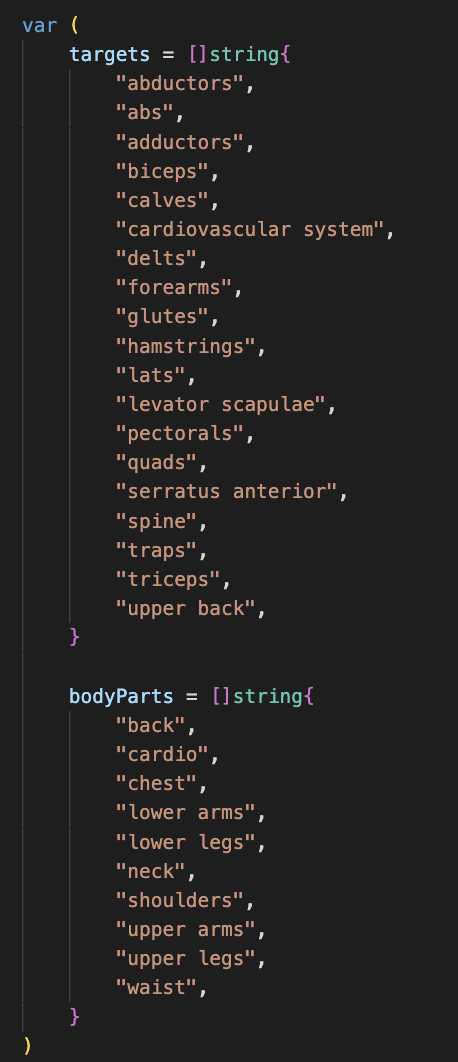 var (
    targets = []string{
        "abductors",
        "abs",
        "adductors",
        "biceps",
        "calves",
        "cardiovascular system",
        "delts",
        "forearms",
        "glutes",
        "hamstrings",
        "lats",
        "levator scapulae",
        "pectorals",
        "quads",
        "serratus anterior",
        "spine",
        "traps",
        "triceps",
        "upper back",
    }

    bodyParts = []string{
        "back",
        "cardio",
        "chest",
        "lower arms",
        "lower legs",
        "neck",
        "shoulders",
        "upper arms",
        "upper legs",
        "waist",
    }
)